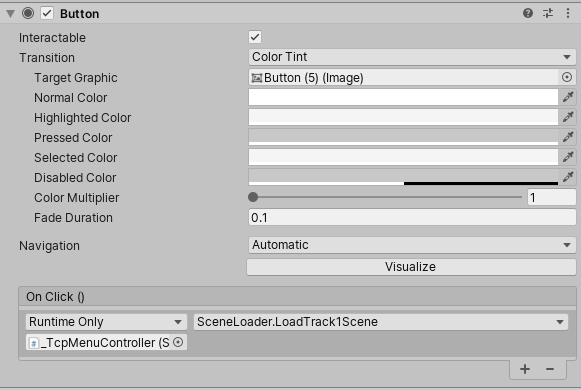 Button
Interactable
Transition Color Tint
Target Graphic Button (5) (Image)
Normal Color
Highlighted Color
Pressed Color
Selected Color
Disabled Color
Color Multiplier 1
Fade Duration 0.1
Navigation Automatic
Visualize
On Click ()
Runtime Only SceneLoader.LoadTrack1Scene
_TcpMenuController (S